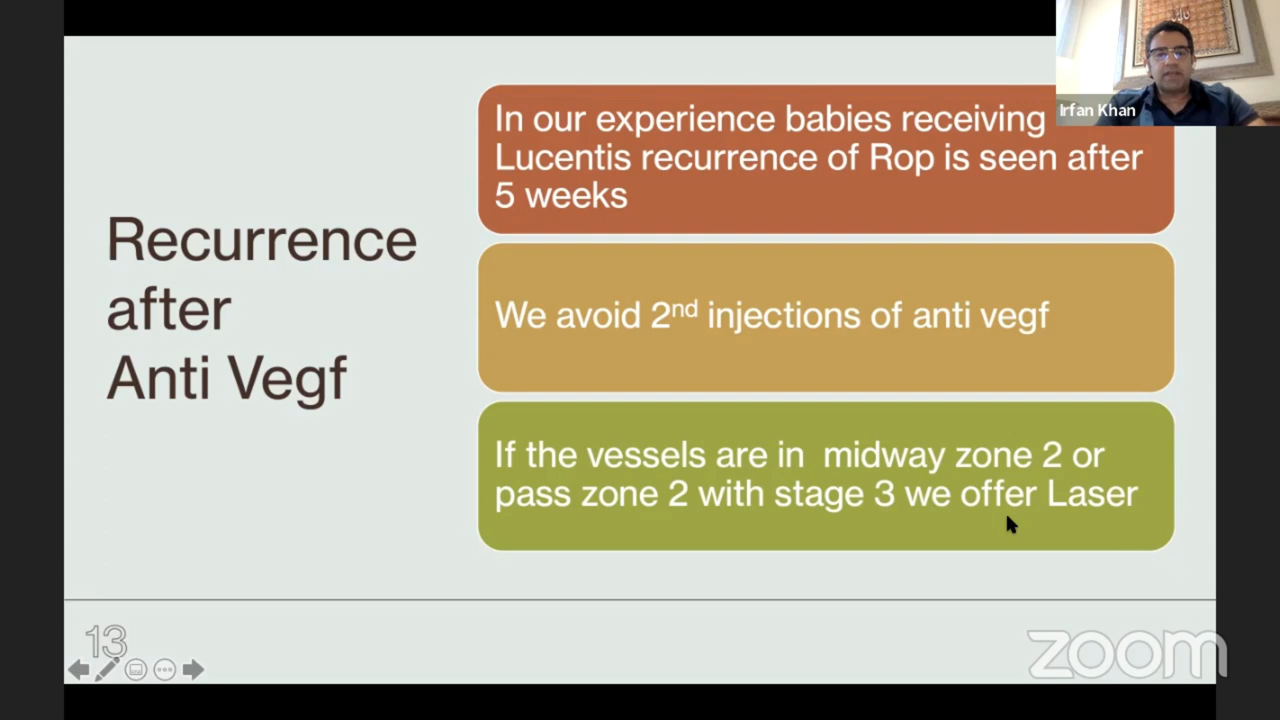 Recurrence
after
Anti Vegf
In our experience babies receiving
Lucentis recurrence of Rop is seen after
5 weeks
We avoid 2nd injections of anti vegf
If the vessels are in midway zone 2 or
pass zone 2 with stage 3 we offer Laser
Irfan Khan
13
zoom